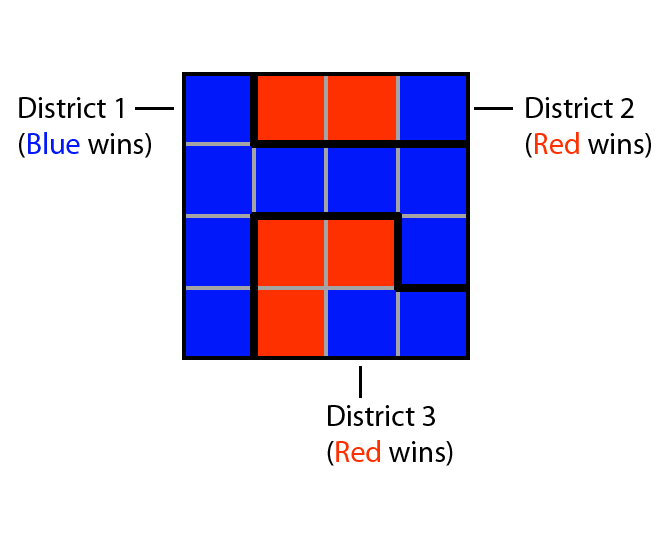 District 1
(Blue wins)
District 2
(Red wins)
District 3
(Red wins)